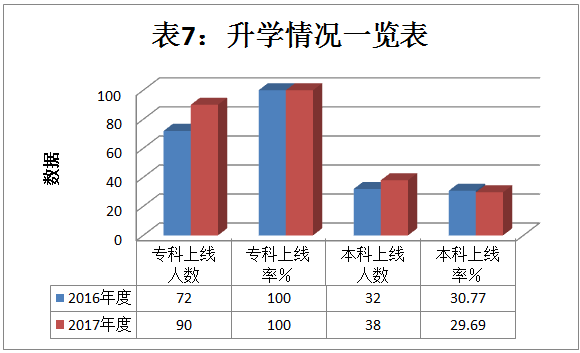 表7：升学情况一览表
数据
100
80
60
40
20
0
专科上线人数 专科上线率% 本科上线人数 本科上线率%
2016年度 72 100 32 30.77
2017年度 90 100 38 29.69